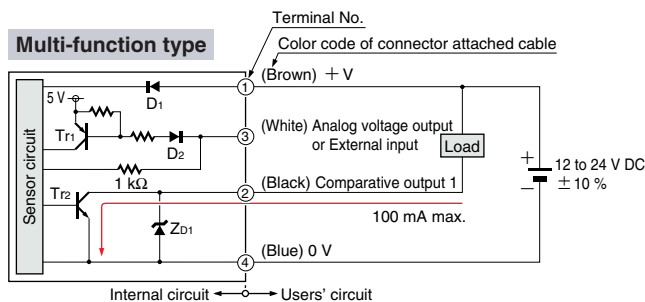 Terminal No.
Multi-function type
Color code of connector attached cable
1
(Brown) +V
5 V
D1
Tr1
3
(White) Analog voltage output
or External input
D2
Load
Sensor circuit
1 kΩ
+
12 to 24 V DC
± 10 %
−
Tr2
2
(Black) Comparative output 1
100 mA max.
ZD1
(Blue) 0 V
4
Internal circuit
Users' circuit